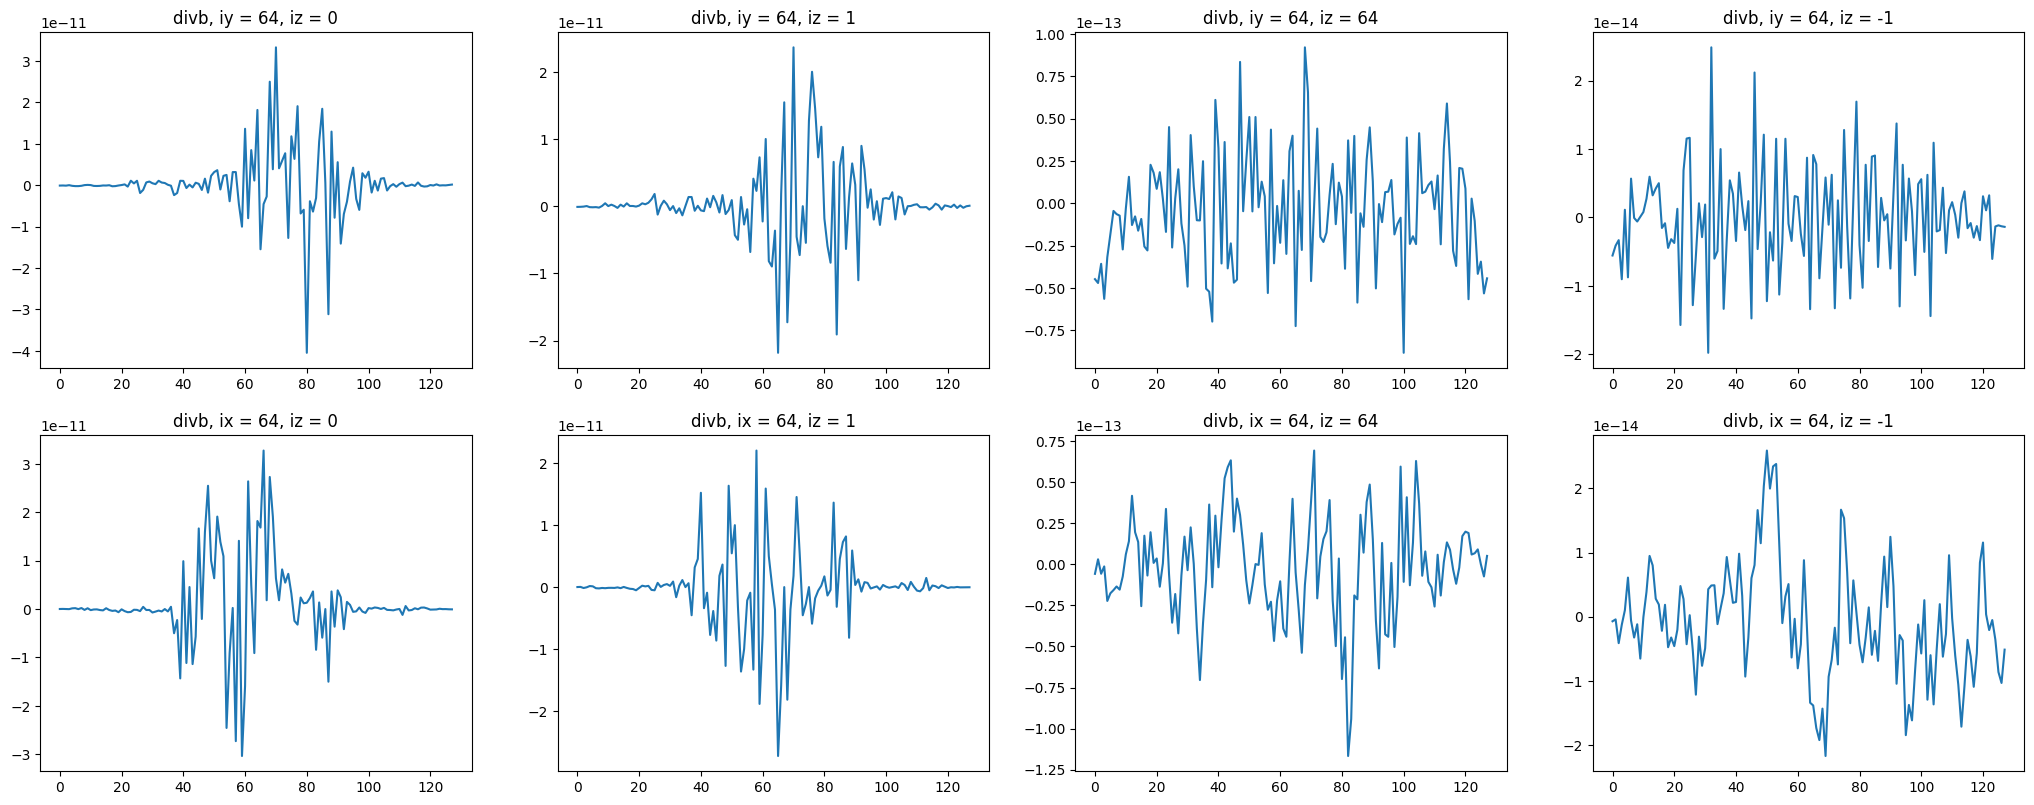 divb, iy = 64, iz = 0
1e−11
3
2
1
0
−1
−2
−3
−4
0 20 40 60 80 100 120
divb, iy = 64, iz = 1
1e−11
2
1
0
−1
−2
0 20 40 60 80 100 120
divb, iy = 64, iz = 64
1e−13
1.00
0.75
0.50
0.25
0.00
−0.25
−0.50
−0.75
0 20 40 60 80 100 120
divb, iy = 64, iz = -1
1e−14
2
1
0
−1
−2
0 20 40 60 80 100 120
divb, ix = 64, iz = 0
1e−11
3
2
1
0
−1
−2
−3
0 20 40 60 80 100 120
divb, ix = 64, iz = 1
1e−11
2
1
0
−1
−2
0 20 40 60 80 100 120
divb, ix = 64, iz = 64
1e−13
0.75
0.50
0.25
0.00
−0.25
−0.50
−0.75
−1.00
−1.25
0 20 40 60 80 100 120
divb, ix = 64, iz = -1
1e−14
2
1
0
−1
−2
0 20 40 60 80 100 120